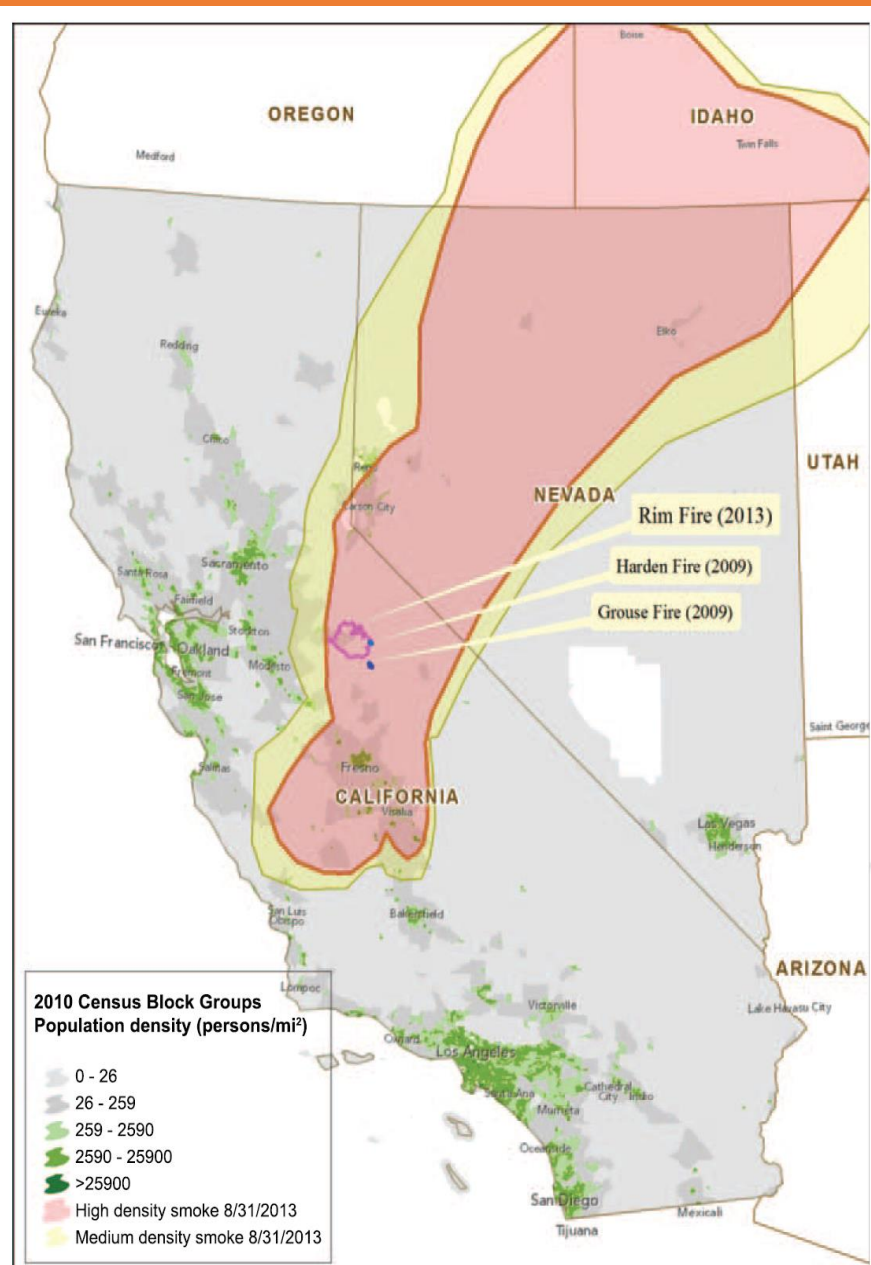 Boise
OREGON
IDAHO
Medford
Twin Falls
Eureka
Elko
Redding
Chico
UTAH
Reno
NEVADA
Carson City
Rim Fire (2013)
Harden Fire (2009)
Grouse Fire (2009)
Sacramento
Santa Rosa
Fairfield
Stockton
San Francisco
Oakland
Modesto
Fremont
San Jose
Saint George
Salinas
Fresno
CALIFORNIA
Visalia
Las Vegas
Henderson
San Luis
Obispo
Bakersfield
ARIZONA
Lompoc
Victorville
Lake Havasu City
Oxnard
Los Angeles
Santa Ana
Cathedral
City
Indio
Murrieta
Oceanside
San Diego
Tijuana
Mexicali
2010 Census Block Groups
Population density (persons/mi²)
0 - 26
26 - 259
259 - 2590
2590 - 25900
>25900
High density smoke 8/31/2013
Medium density smoke 8/31/2013